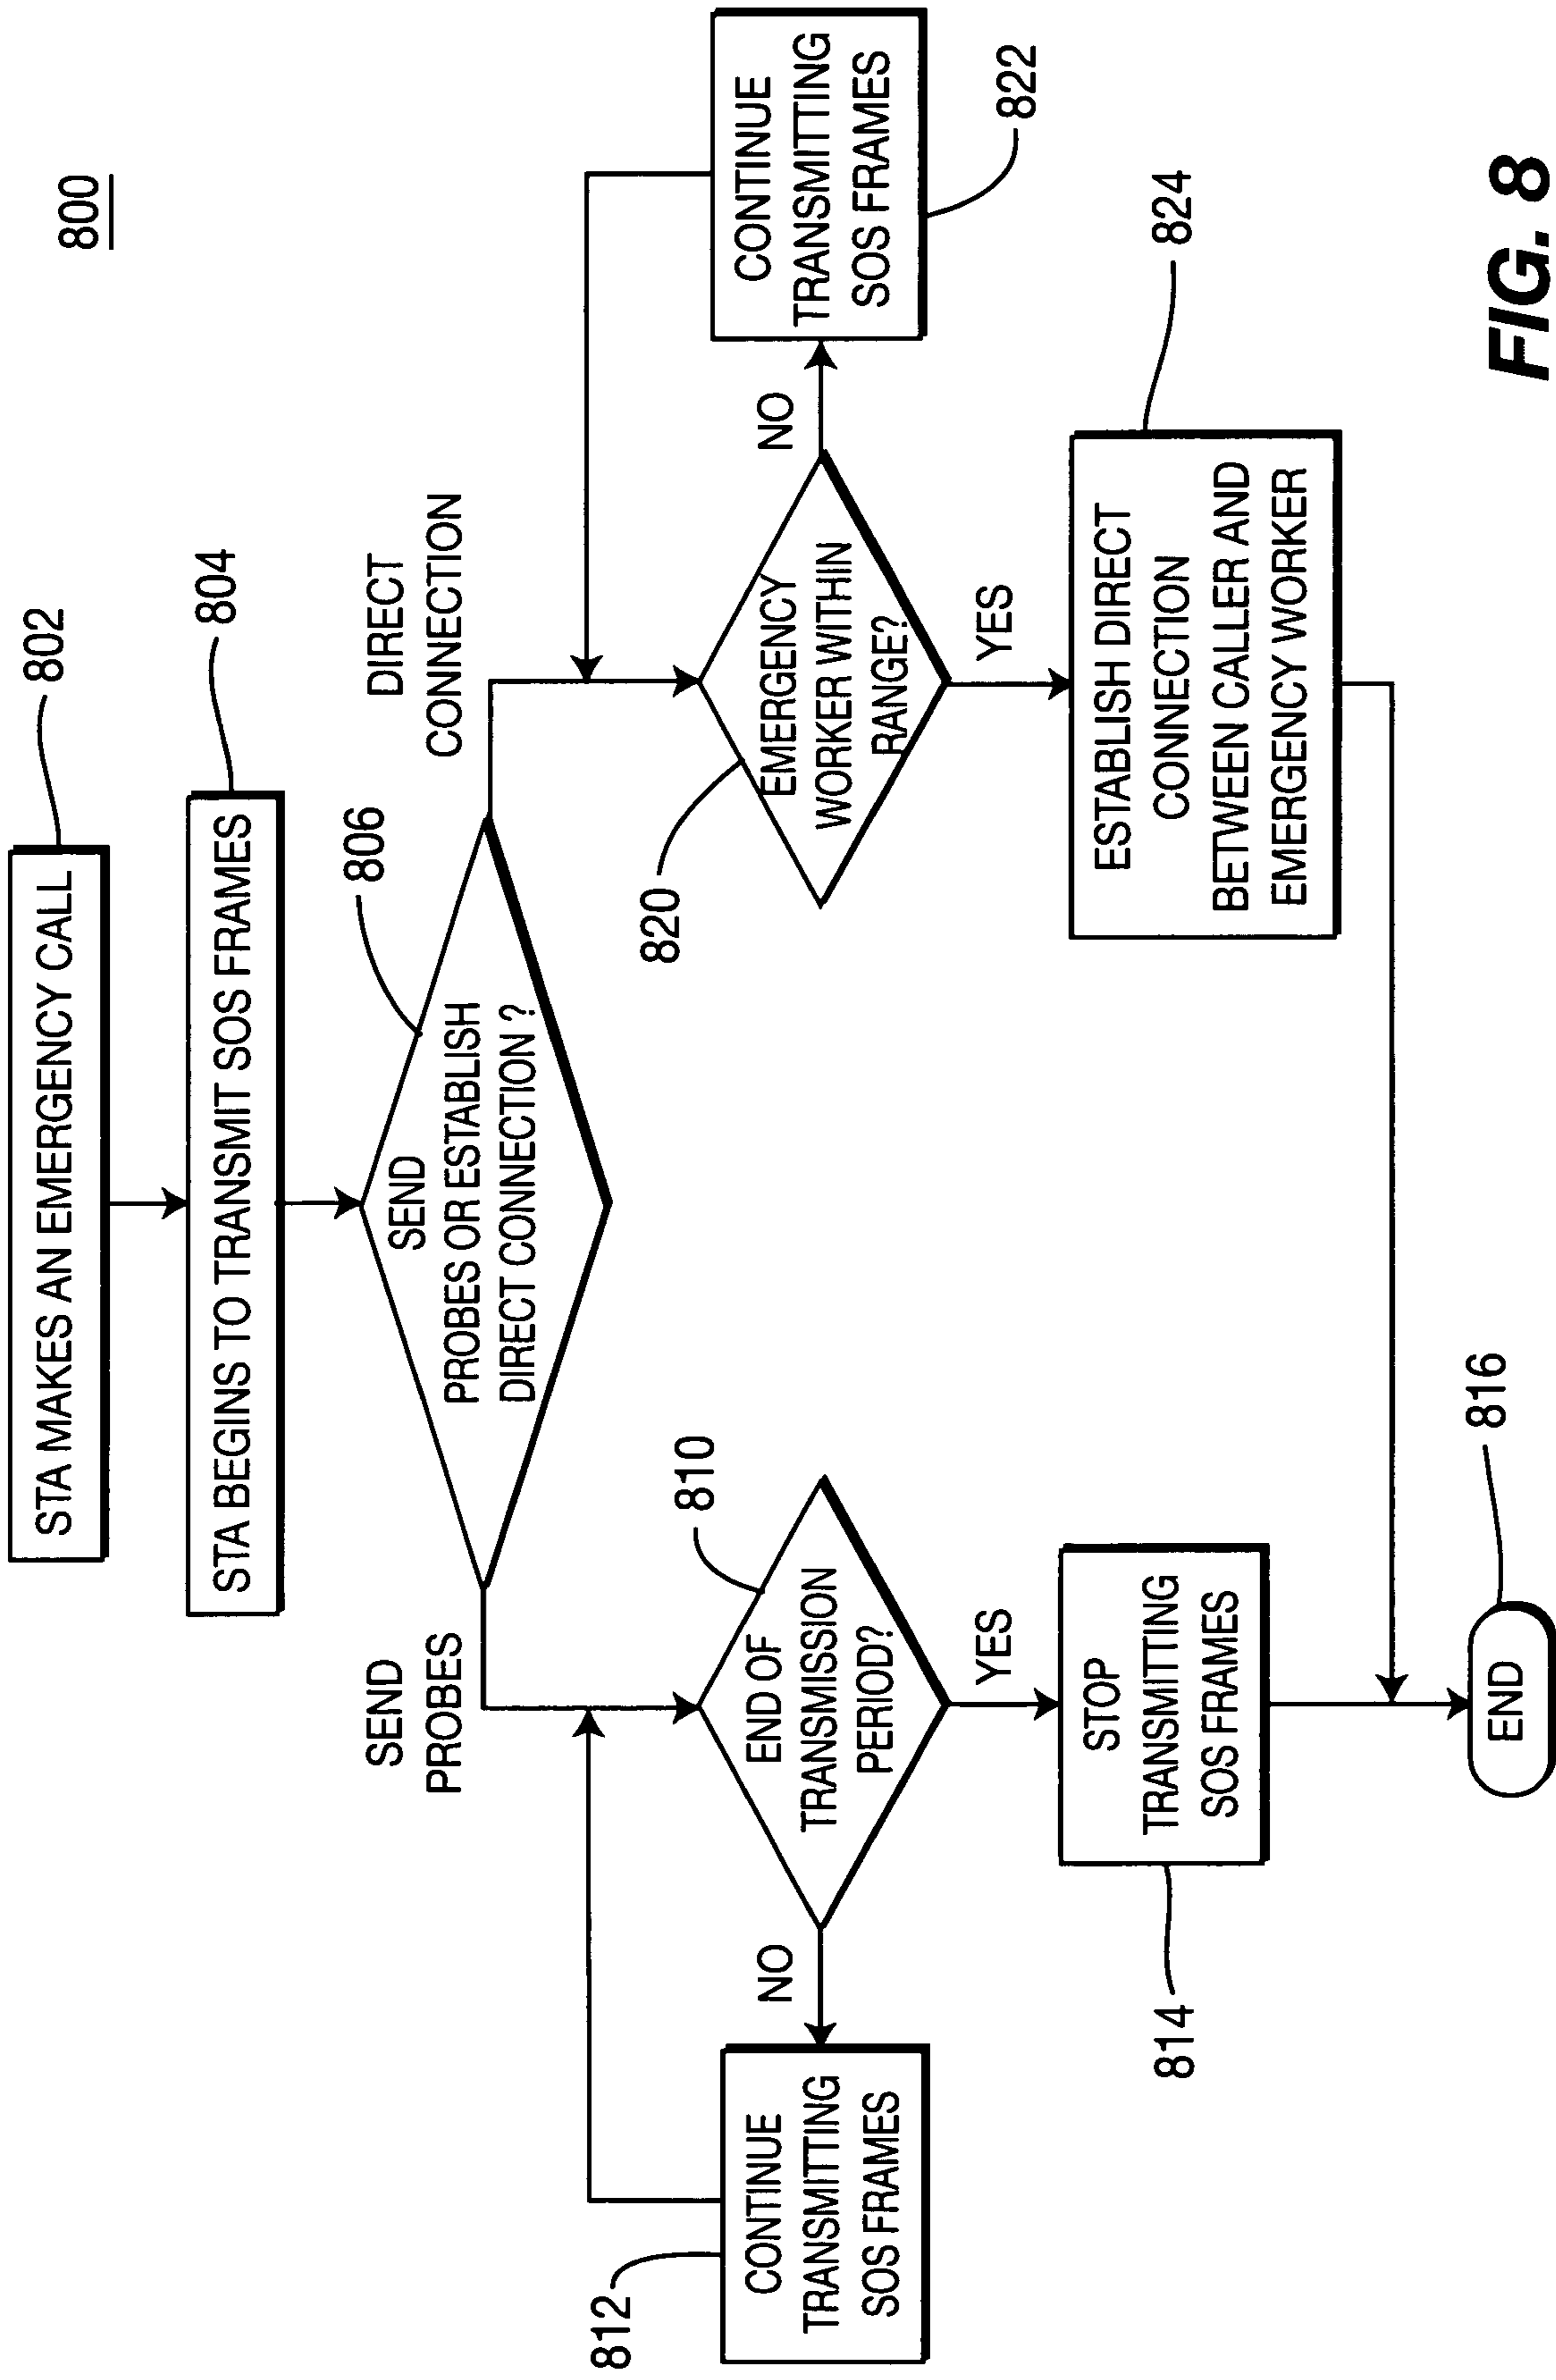 800
STA MAKES AN EMERGENCY CALL
802
STA BEGINS TO TRANSMIT SOS FRAMES
804
SEND
PROBES OR ESTABLISH
DIRECT CONNECTION ?
806
SEND
PROBES
DIRECT
CONNECTION
END OF
TRANSMISSION
PERIOD?
810
NO
CONTINUE
TRANSMITTING
SOS FRAMES
812
YES
STOP
TRANSMITTING
SOS FRAMES
814
EMERGENCY
WORKER WITHIN
RANGE?
820
NO
CONTINUE
TRANSMITTING
SOS FRAMES
822
YES
ESTABLISH DIRECT
CONNECTION
BETWEEN CALLER AND
EMERGENCY WORKER
824
END
816
FIG. 8